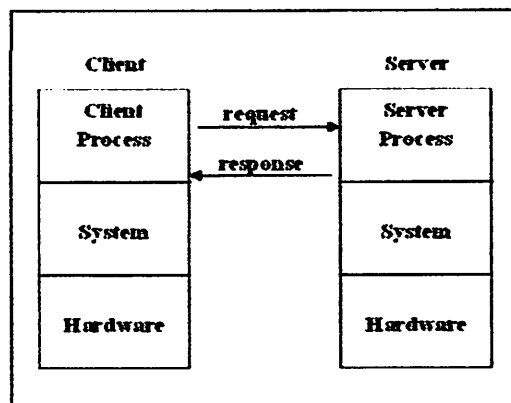 Client
Server
Client
Process
request
response
Server
Process
System
System
Hardware
Hardware